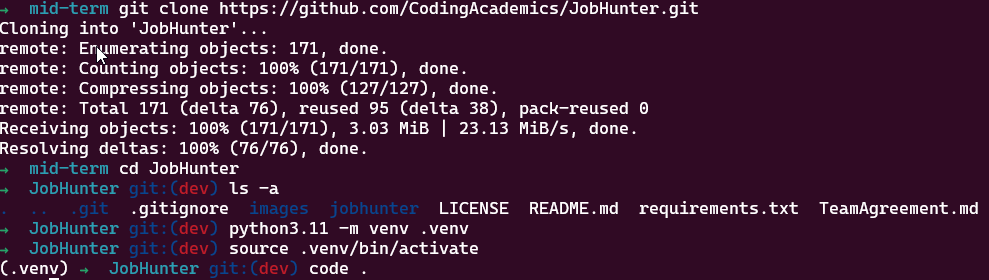 → mid-term git clone https://github.com/CodingAcademics/JobHunter.git
Cloning into 'JobHunter'...
remote: Enumerating objects: 171, done.
remote: Counting objects: 100% (171/171), done.
remote: Compressing objects: 100% (127/127), done.
remote: Total 171 (delta 76), reused 95 (delta 38), pack-reused 0
Receiving objects: 100% (171/171), 3.03 MiB | 23.13 MiB/s, done.
Resolving deltas: 100% (76/76), done.
→ mid-term cd JobHunter
→ JobHunter git:(dev) ls -a
. .. .git .gitignore images jobhunter LICENSE README.md requirements.txt TeamAgreement.md
→ JobHunter git:(dev) python3.11 -m venv .venv
→ JobHunter git:(dev) source .venv/bin/activate
(.venv) → JobHunter git:(dev) code .